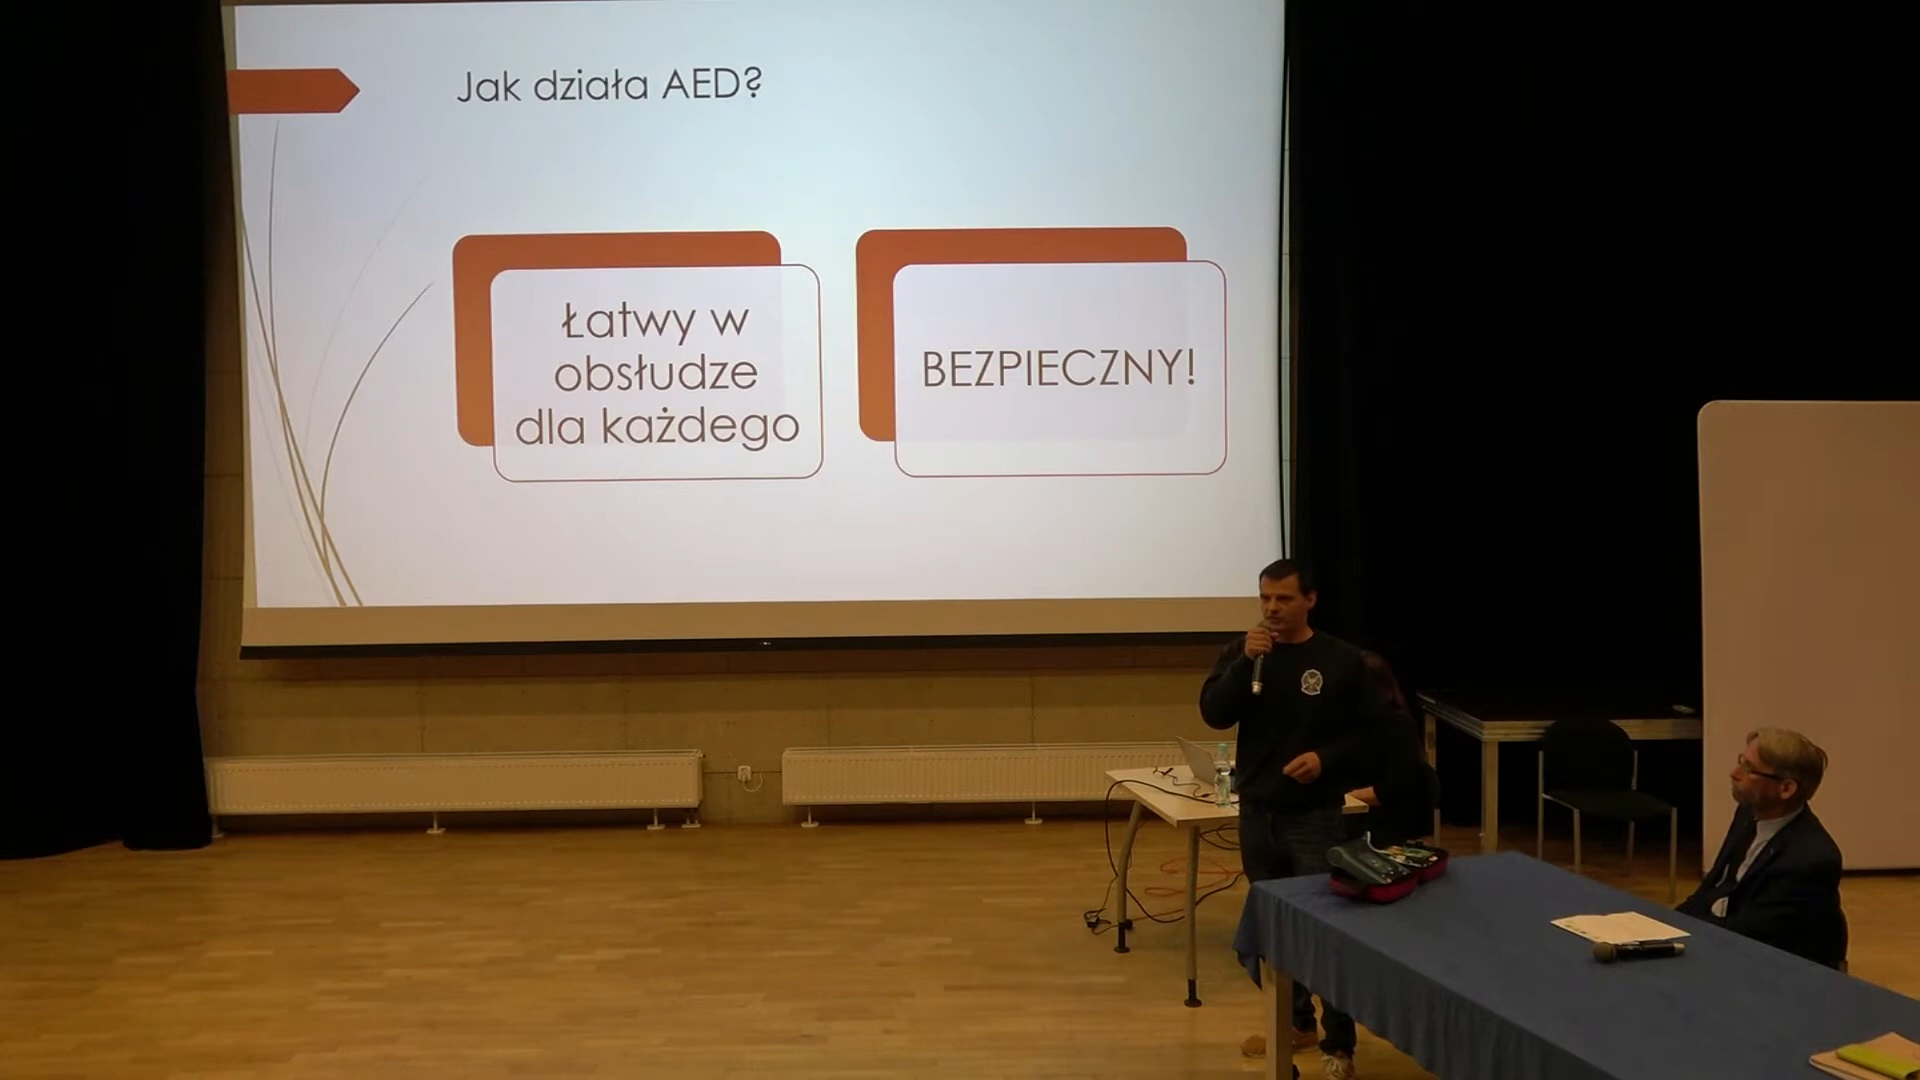 Jak działa AED?
Łatwy w
obsłudze
dla każdego
BEZPIECZNY!